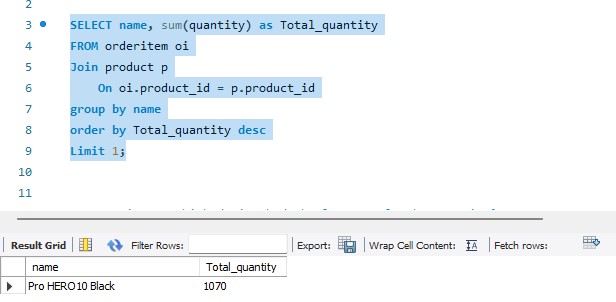 2
3 SELECT name, sum(quantity) as Total_quantity
4 FROM orderitem oi
5 Join product p
6 On oi.product_id = p.product_id
7 group by name
8 order by Total_quantity desc
9 Limit 1;
10
11
Result Grid Filter Rows: Export: Wrap Cell Content: Fetch rows:
name Total_quantity
Pro HERO10 Black 1070